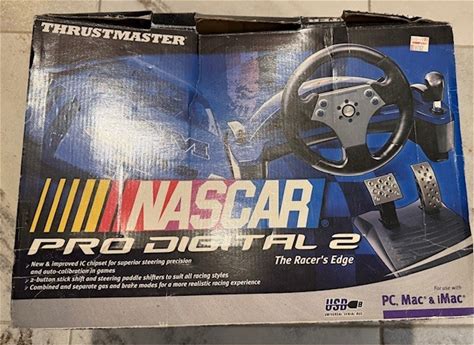 THRUSTMASTER
NASCAR
PRO DIGITAL 2
The Racer's Edge
• New & improved IC chipset for superior steering precision
and auto-calibration in games
• 2-button stick shift and steering paddle shifters to suit all racing styles
• Combined and separate gas and brake modes for a more realistic racing experience
USB
UNIVERSAL SERIAL BUS
For use with
PC, Mac® & iMac®